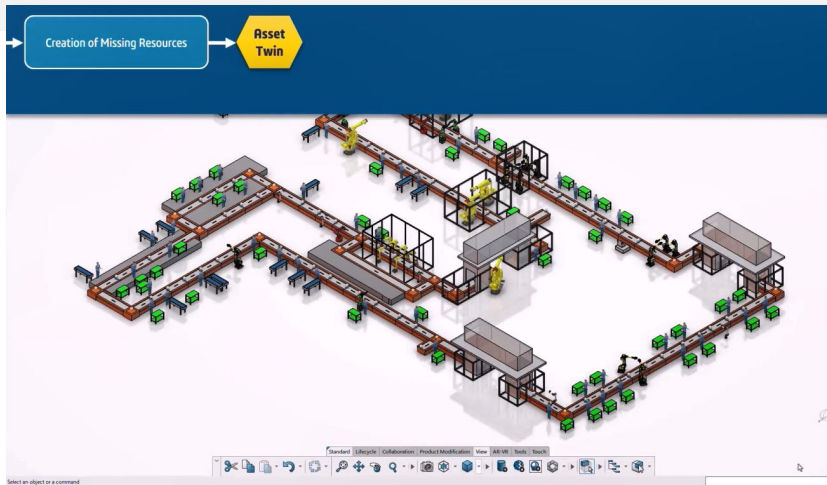 Creation of Missing Resources
Asset
Twin
Standard Lifecycle Collaboration Product Modification View AR-VR Tools Touch
Select an object or a command